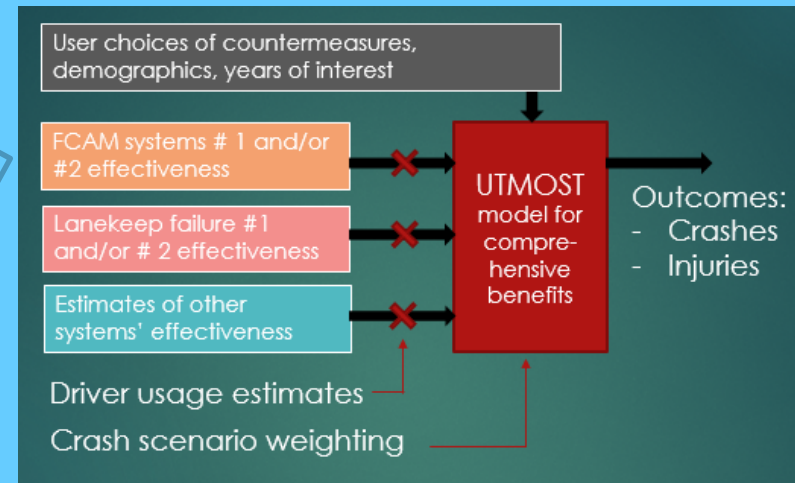 User choices of countermeasures,
demographics, years of interest
FCAM systems # 1 and/or
#2 effectiveness
Lanekeep failure #1
and/or # 2 effectiveness
Estimates of other
systems' effectiveness
UTMOST
model for
compre-
hensive
benefits
Outcomes:
- Crashes
- Injuries
Driver usage estimates
Crash scenario weighting